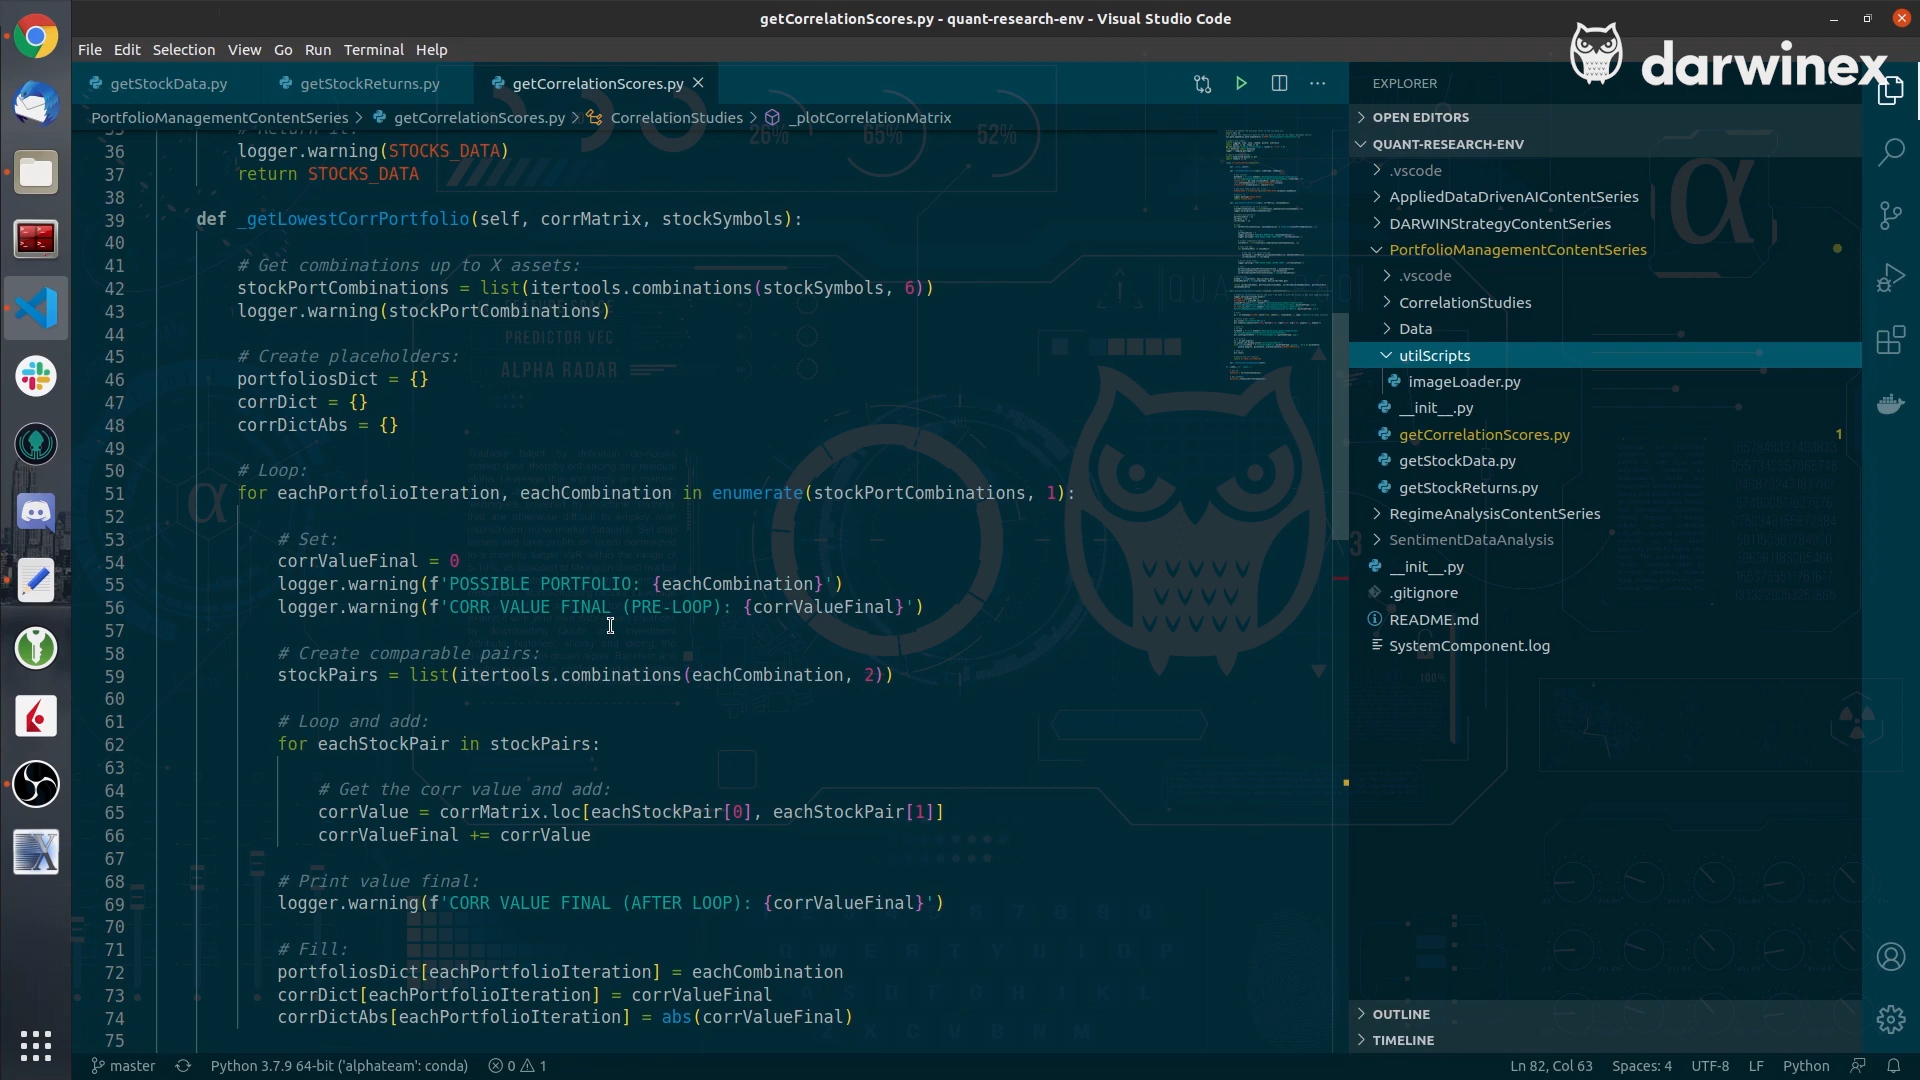 getCorrelationScores.py - quant-research-env - Visual Studio Code
darwinex
File Edit Selection View Go Run Terminal Help
getStockData.py getStockReturns.py getCorrelationScores.py
EXPLORER
PortfolioManagementContentSeries > getCorrelationScores.py > CorrelationStudies > _plotCorrelationMatrix
35 # Return it:
36 logger.warning(STOCKS_DATA)
37 return STOCKS_DATA
38
39 def _getLowestCorrPortfolio(self, corrMatrix, stockSymbols):
40
41 # Get combinations up to X assets:
42 stockPortCombinations = list(itertools.combinations(stockSymbols, 6))
43 logger.warning(stockPortCombinations)
44
45 # Create placeholders:
46 portfoliosDict = {}
47 corrDict = {}
48 corrDictAbs = {}
49
50 # Loop:
51 for eachPortfolioIteration, eachCombination in enumerate(stockPortCombinations, 1):
52
53 # Set:
54 corrValueFinal = 0
55 logger.warning(f'POSSIBLE PORTFOLIO: {eachCombination}')
56 logger.warning(f'CORR VALUE FINAL (PRE-LOOP): {corrValueFinal}')
57
58 # Create comparable pairs:
59 stockPairs = list(itertools.combinations(eachCombination, 2))
60
61 # Loop and add:
62 for eachStockPair in stockPairs:
63
64 # Get the corr value and add:
65 corrValue = corrMatrix.loc[eachStockPair[0], eachStockPair[1]]
66 corrValueFinal += corrValue
67
68 # Print value final:
69 logger.warning(f'CORR VALUE FINAL (AFTER LOOP): {corrValueFinal}')
70
71 # Fill:
72 portfoliosDict[eachPortfolioIteration] = eachCombination
73 corrDict[eachPortfolioIteration] = corrValueFinal
74 corrDictAbs[eachPortfolioIteration] = abs(corrValueFinal)
75
26% 65% 52%
PREDICTOR VEC
ALPHA RADAR
OPEN EDITORS
QUANT-RESEARCH-ENV
.vscode
AppliedDataDrivenAIContentSeries
DARWINStrategyContentSeries
PortfolioManagementContentSeries
.vscode
CorrelationStudies
Data
utilScripts
imageLoader.py
__init__.py
getCorrelationScores.py 1
getStockData.py
getStockReturns.py
RegimeAnalysisContentSeries
SentimentDataAnalysis
__init__.py
.gitignore
README.md
SystemComponent.log
100%
OUTLINE
TIMELINE
master Python 3.7.9 64-bit ('alphateam': conda) 0 1 Ln 82, Col 63 Spaces: 4 UTF-8 LF Python